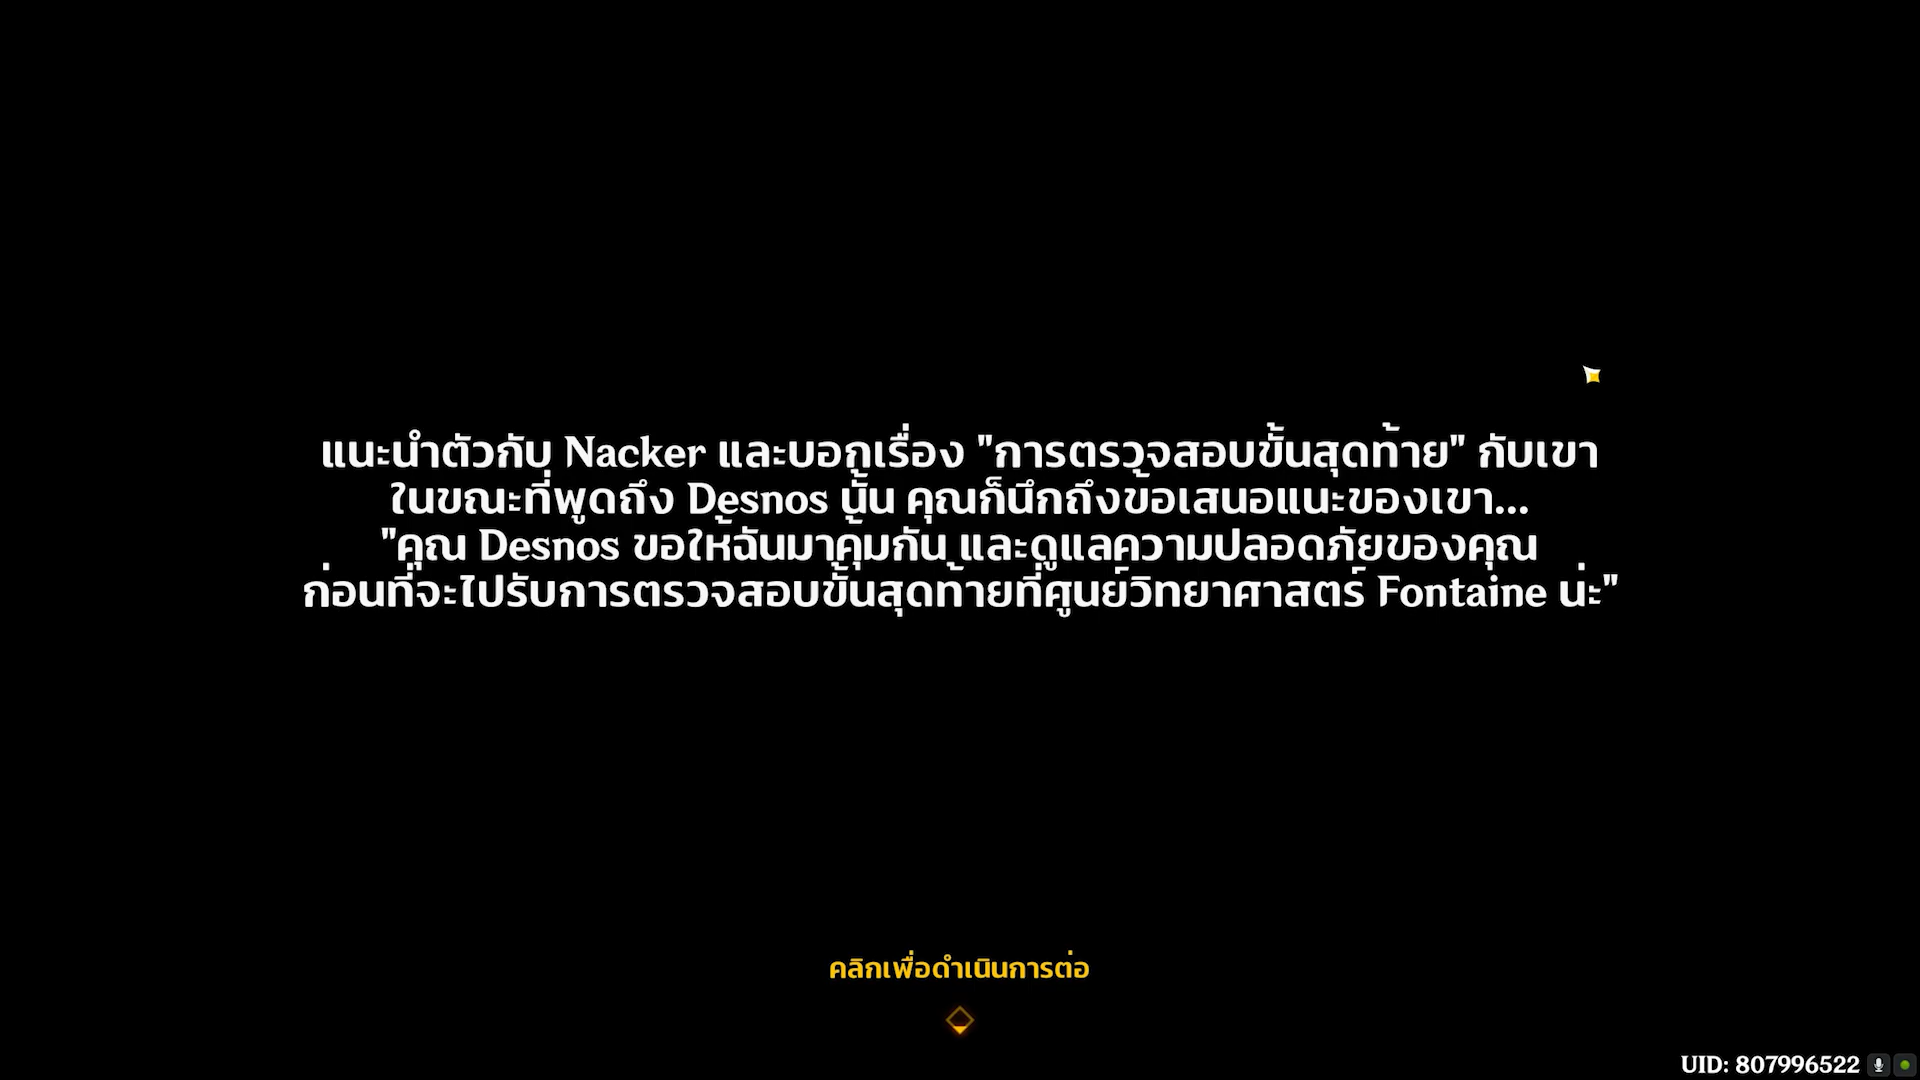 แนะนำตัวกับ Nacker และบอกเรื่อง "การตรวจสอบขั้นสุดท้าย" กับเขา
ในขณะที่พูดถึง Desnos นั้น คุณก็นึกถึงข้อเสนอแนะของเขา...
"คุณ Desnos ขอให้ฉันมาคุ้มกัน และดูแลความปลอดภัยของคุณ
ก่อนที่จะไปรับการตรวจสอบขั้นสุดท้ายที่ศูนย์วิทยาศาสตร์ Fontaine น่ะ"
คลิกเพื่อดำเนินการต่อ
UID: 807996522